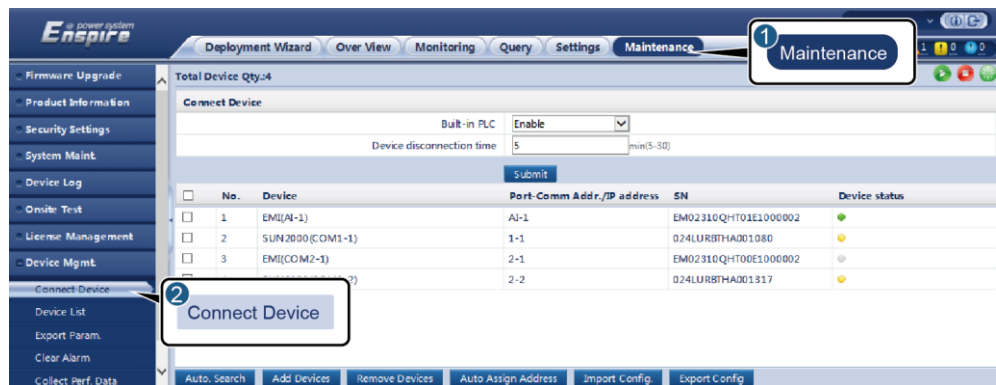 e power system
Enspire
Deployment Wizard Over View Monitoring Query Settings Maintenance
1 Maintenance
1 0 0
Firmware Upgrade
Product Information
Security Settings
System Maint.
Device Log
Onsite Test
License Management
Device Mgmt.
Connect Device
Device List
Export Param.
Clear Alarm
Collect Perf. Data
2 Connect Device
Total Device Qty.:4
Connect Device
Built-in PLC Enable
Device disconnection time 5 min(5-30)
Submit
No. Device Port-Comm Addr./IP address SN Device status
1 EMI(AI-1) AI-1 EM02310QHT01E1000002
2 SUN2000(COM1-1) 1-1 024LURBTHA001080
3 EMI(COM2-1) 2-1 EM02310QHT00E1000002
2-2 024LURBTHA001317
Auto. Search Add Devices Remove Devices Auto Assign Address Import Config. Export Config